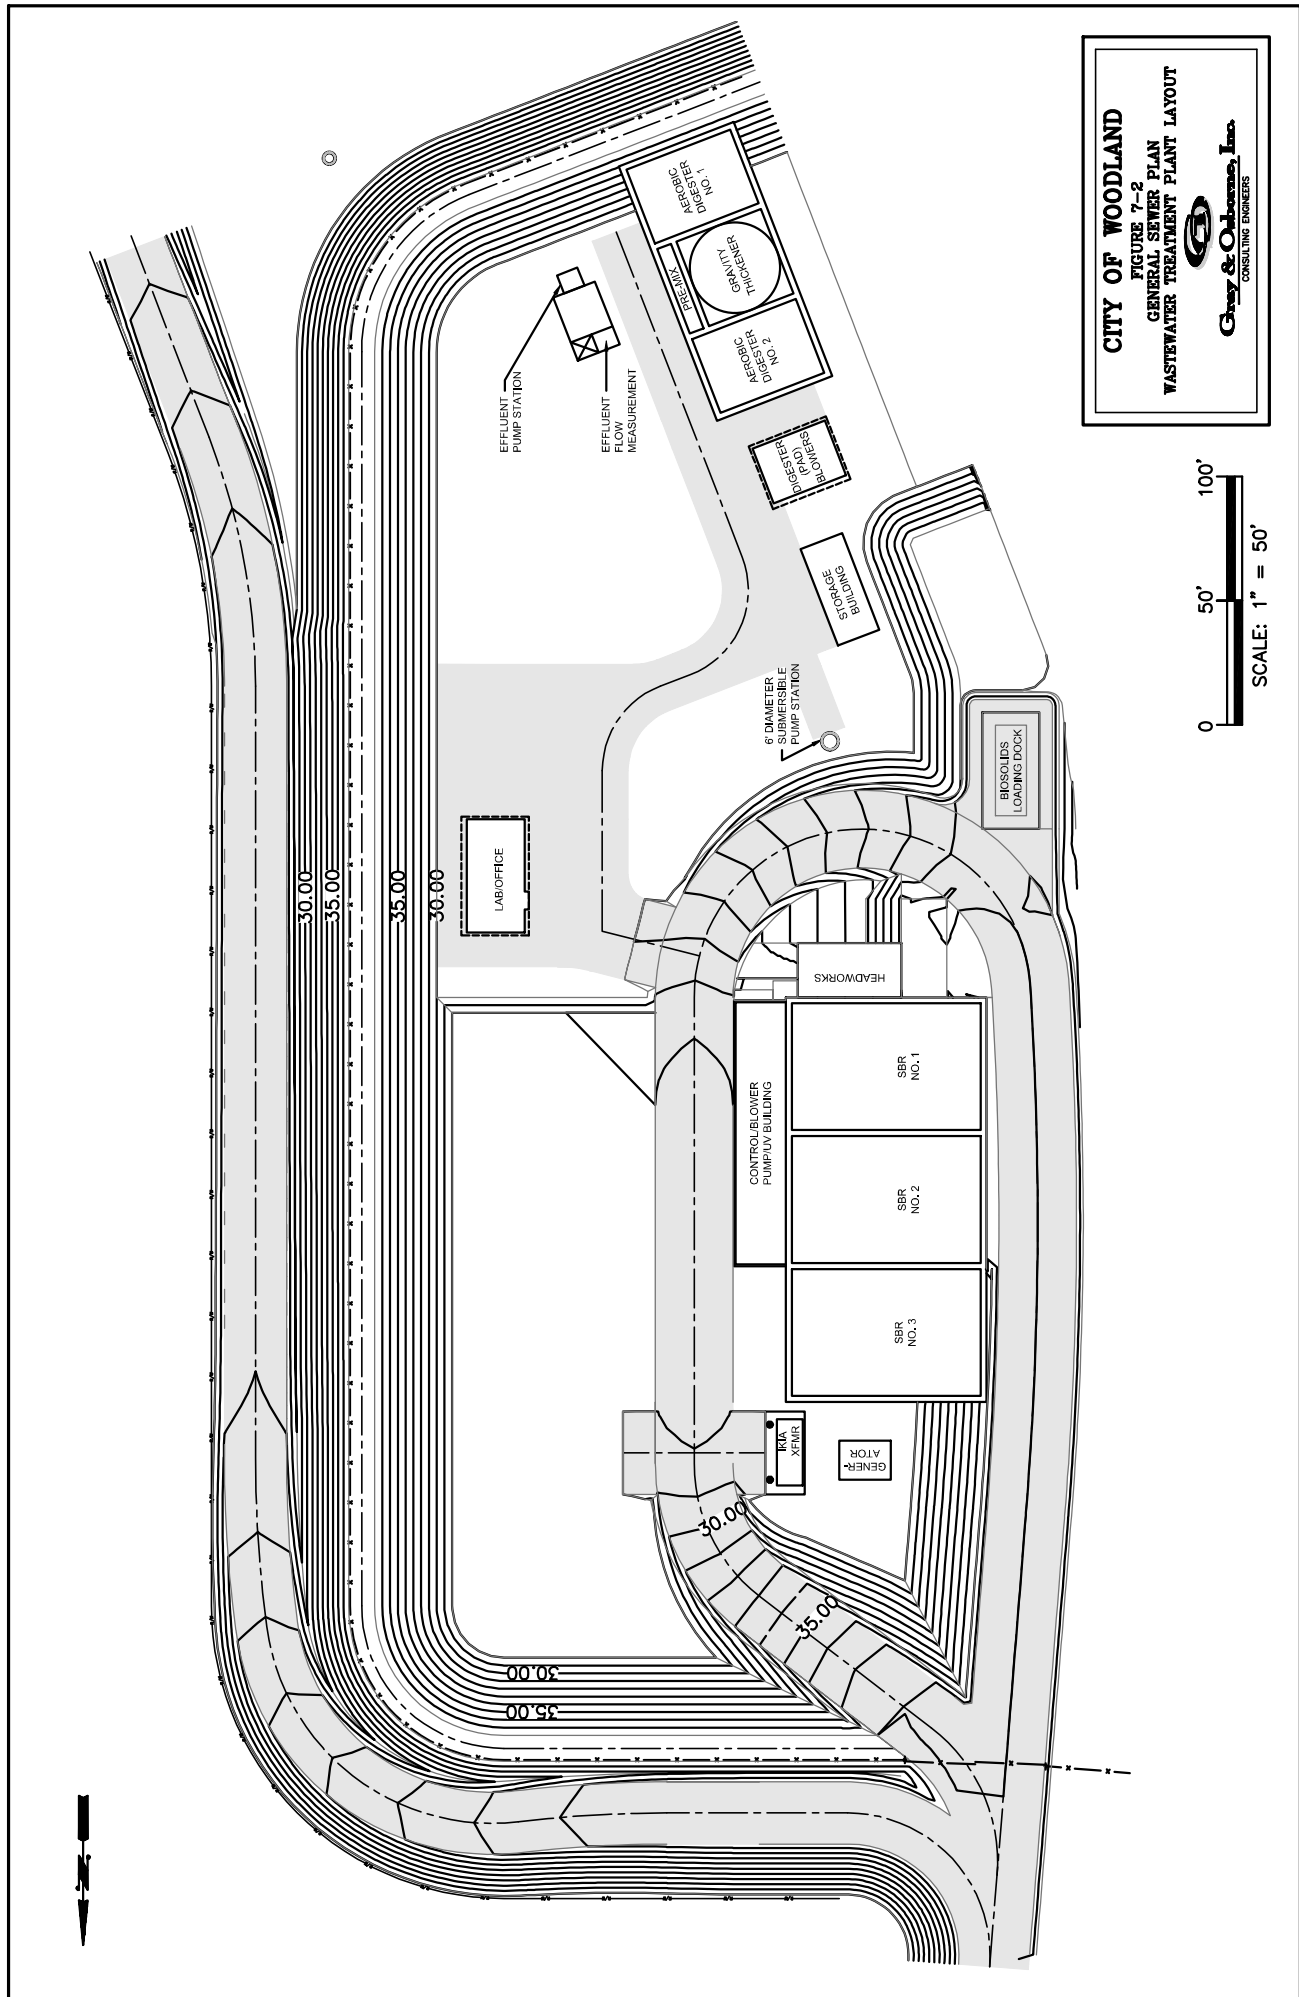 CITY OF WOODLAND
FIGURE 7-2
GENERAL SEWER PLAN
WASTEWATER TREATMENT PLANT LAYOUT
Gray & Osborne, Inc.
CONSULTING ENGINEERS
0 50' 100'
SCALE: 1" = 50'
N
AEROBIC
DIGESTER
NO. 1
PRE-MIX
GRAVITY
THICKENER
AEROBIC
DIGESTER
NO. 2
EFFLUENT
PUMP STATION
EFFLUENT
FLOW
MEASUREMENT
DIGESTER
(PAD)
BLOWERS
STORAGE
BUILDING
6' DIAMETER
SUBMERSIBLE
PUMP STATION
BIOSOLIDS
LOADING DOCK
LAB/OFFICE
30.00
35.00
35.00
30.00
HEADWORKS
CONTROL/BLOWER
PUMP/UV BUILDING
SBR
NO. 1
SBR
NO. 2
SBR
NO. 3
XFMR
GENER-
ATOR
30.00
35.00
30.00
35.00